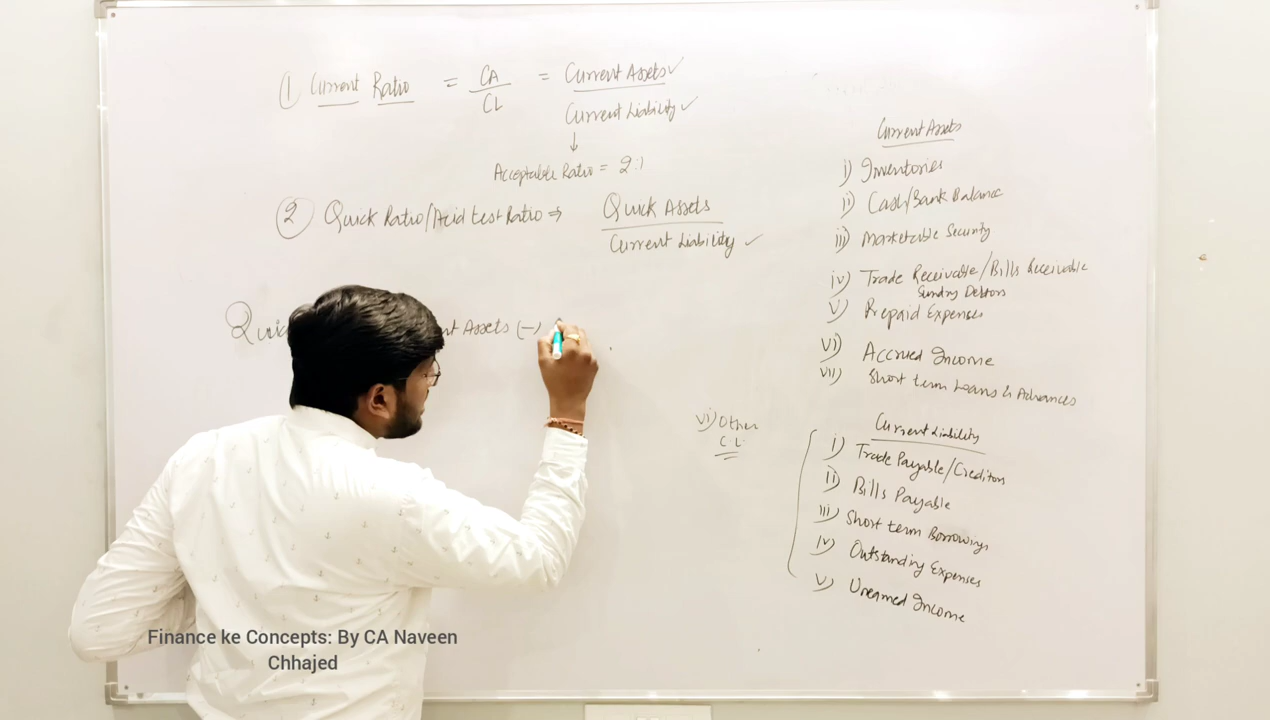 ① Current Ratio = CA / CL = Current Assets ✓ / Current Liability ✓
↓
Acceptable Ratio = 2:1
② Quick Ratio/Acid test Ratio ⇒ Quick Assets / Current Liability ✓
Assets (-)
Current Assets
i) Inventories
ii) Cash/Bank Balance
iii) Marketable Security
iv) Trade Receivable/Bills Receivable
Sundry Debtors
v) Prepaid Expenses
vi) Accrued Income
vii) Short term Loans & Advances
Current Liability
i) Trade Payable/Creditors
ii) Bills Payable
iii) Short term Borrowings
iv) Outstanding Expenses
v) Unearned Income
vi) Other
C.L.
Finance ke Concepts: By CA Naveen
Chhajed